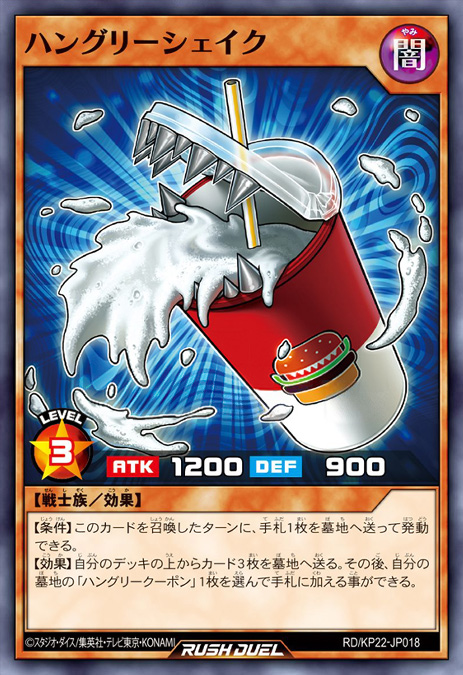 ハングリーシェイク
闇
LEVEL
3
ATK 1200 DEF 900
【戦士族/効果】
【条件】このカードを召喚したターンに、手札1枚を墓地へ送って発動
できる。
【効果】自分のデッキの上からカード3枚を墓地へ送る。その後、自分の
墓地の「ハングリークーポン」1枚を選んで手札に加える事ができる。
©スタジオ・ダイス/集英社・テレビ東京・KONAMI
RUSH DUEL
RD/KP22-JP018